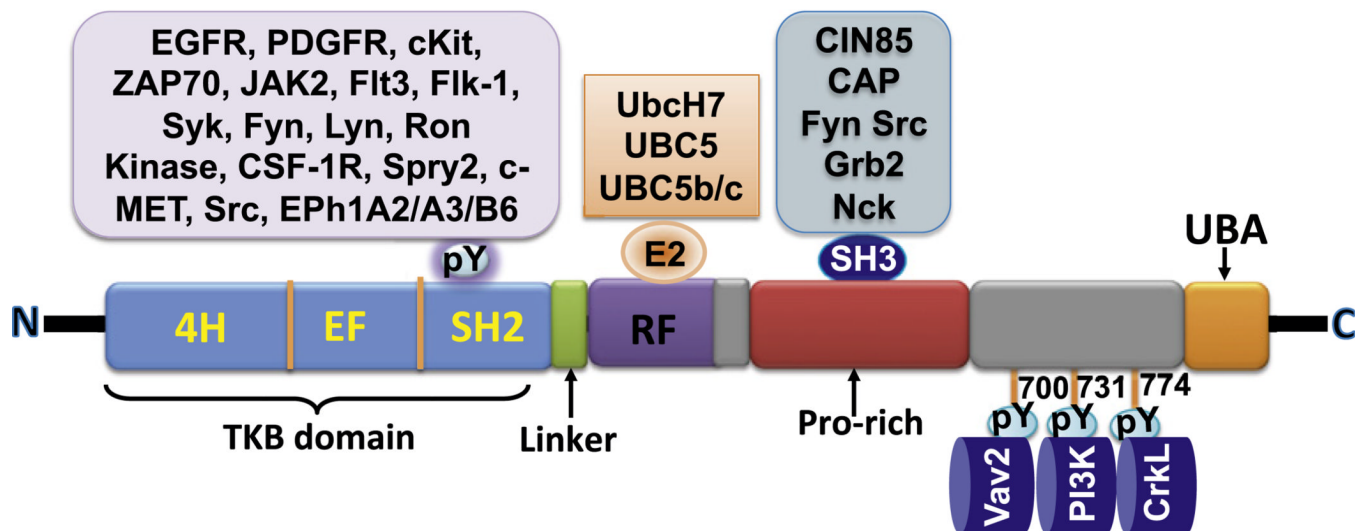 EGFR, PDGFR, cKit,
ZAP70, JAK2, Flt3, Flk-1,
Syk, Fyn, Lyn, Ron
Kinase, CSF-1R, Spry2, c-
MET, Src, EPh1A2/A3/B6
UbcH7
UBC5
UBC5b/c
CIN85
CAP
Fyn Src
Grb2
Nck
pY
E2
SH3
UBA
N
4H
EF
SH2
RF
C
TKB domain
Linker
Pro-rich
700
731
774
pY
pY
pY
Vav2
PI3K
CrkL